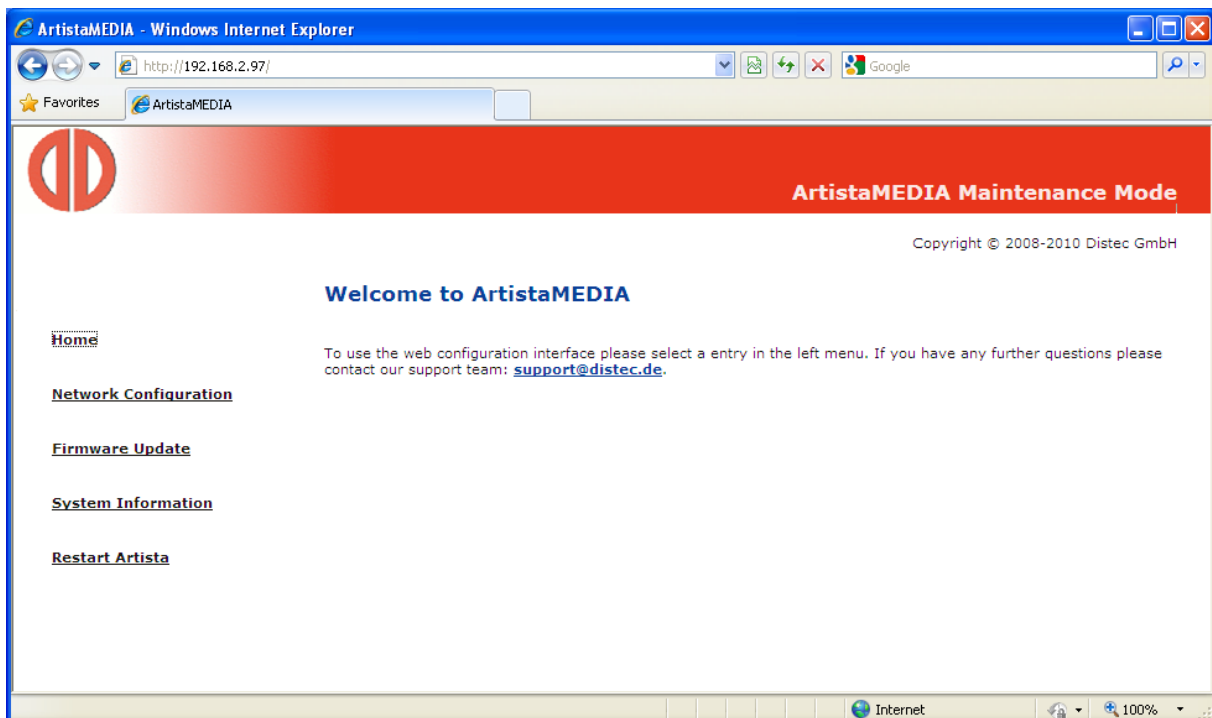 ArtistaMEDIA - Windows Internet Explorer
http://192.168.2.97/
Google
Favorites
ArtistaMEDIA
ArtistaMEDIA Maintenance Mode
Copyright © 2008-2010 Distec GmbH
Welcome to ArtistaMEDIA
Home
To use the web configuration interface please select a entry in the left menu. If you have any further questions please
contact our support team: support@distec.de.
Network Configuration
Firmware Update
System Information
Restart Artista
Internet
100%